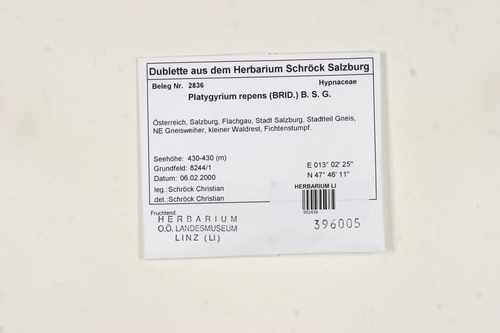 Dublette aus dem Herbarium Schröck Salzburg
Beleg Nr. 2836 Hypnaceae
Platygyrium repens (BRID.) B. S. G.
Österreich, Salzburg, Flachgau, Stadt Salzburg, Stadtteil Gneis,
NE Gneisweiher, kleiner Waldrest, Fichtenstumpf.
Seehöhe: 430-430 (m) E 013° 02' 25"
Grundfeld: 8244/1 N 47° 46' 11"
Datum: 06.02.2000
leg.:Schröck Christian
det.:Schröck Christian
HERBARIUM LI
Fruchtend
HERBARIUM
O.Ö. LANDESMUSEUM
LINZ (LI)
396005